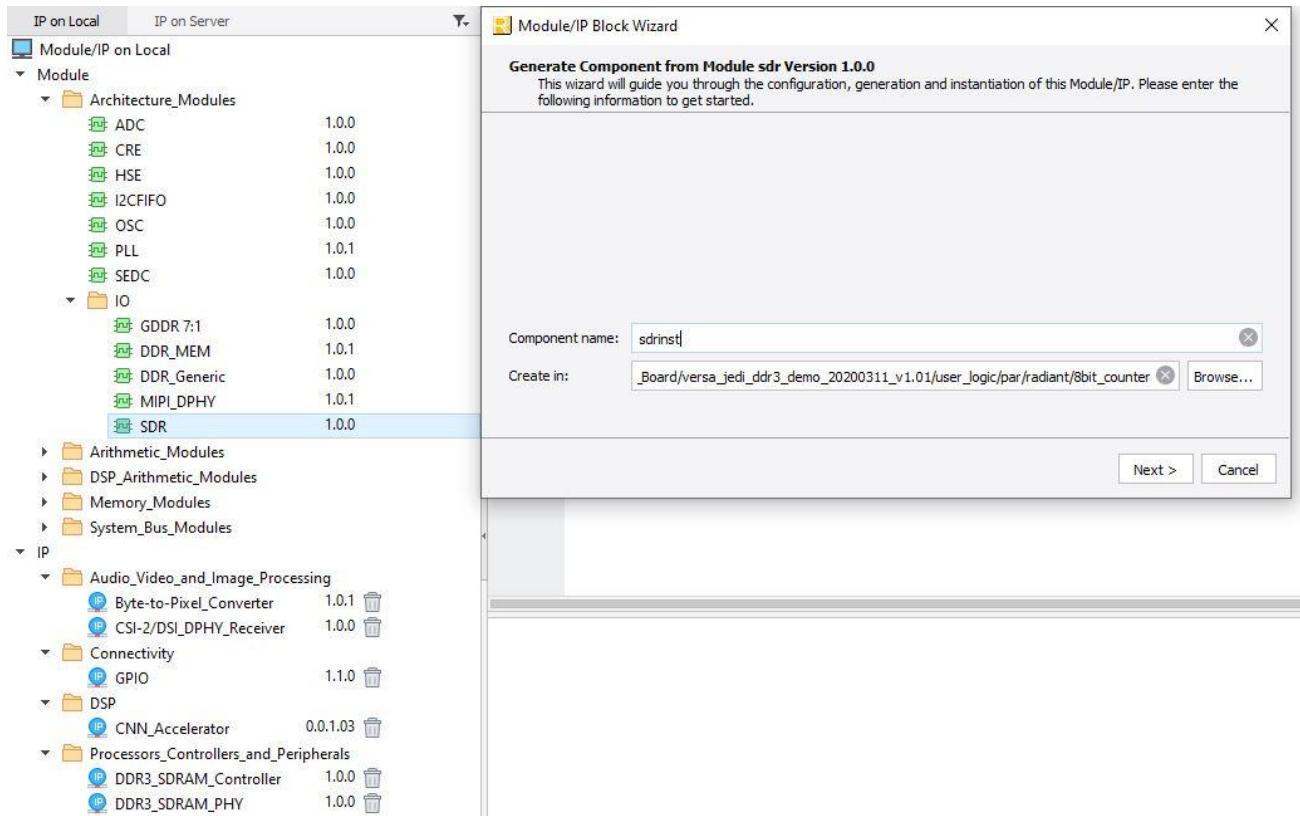 IP on Local IP on Server
Module/IP on Local
Module
Architecture_Modules
ADC 1.0.0
CRE 1.0.0
HSE 1.0.0
I2CFIFO 1.0.0
OSC 1.0.0
PLL 1.0.1
SEDC 1.0.0
IO
GDDR 7:1 1.0.0
DDR_MEM 1.0.1
DDR_Generic 1.0.0
MIPI_DPHY 1.0.1
SDR 1.0.0
Arithmetic_Modules
DSP_Arithmetic_Modules
Memory_Modules
System_Bus_Modules
IP
Audio_Video_and_Image_Processing
IP Byte-to-Pixel_Converter 1.0.1
IP CSI-2/DSI_DPHY_Receiver 1.0.0
Connectivity
IP GPIO 1.1.0
DSP
IP CNN_Accelerator 0.0.1.03
Processors_Controllers_and_Peripherals
IP DDR3_SDRAM_Controller 1.0.0
IP DDR3_SDRAM_PHY 1.0.0
Module/IP Block Wizard
Generate Component from Module sdr Version 1.0.0
This wizard will guide you through the configuration, generation and instantiation of this Module/IP. Please enter the
following information to get started.
Component name: sdrinst
Create in: _Board/versa_jedi_ddr3_demo_20200311_v1.01/user_logic/par/radiant/8bit_counter Browse...
Next > Cancel